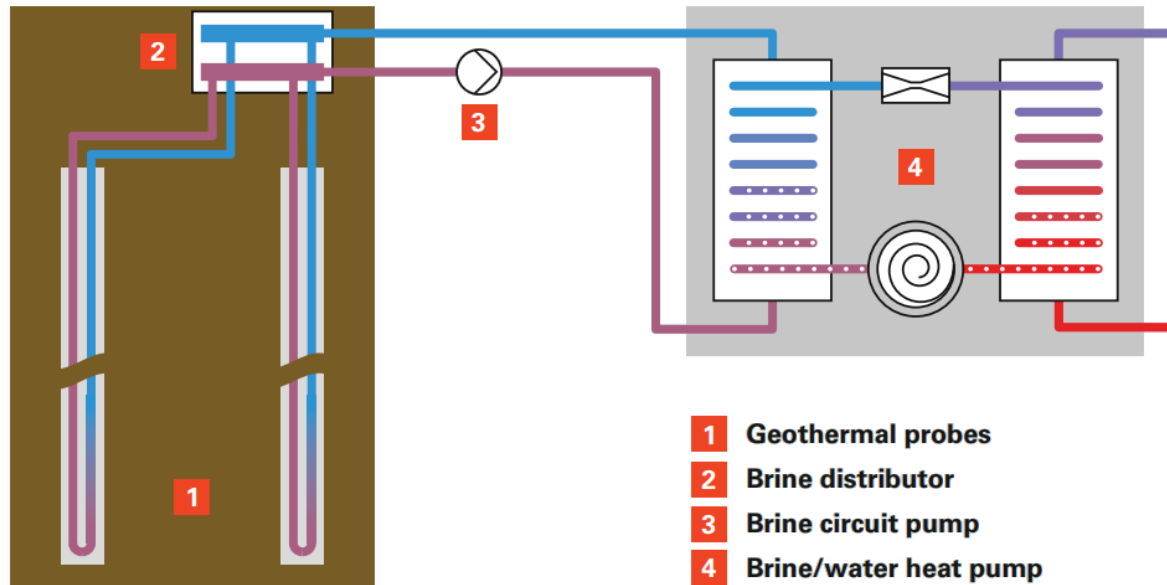 2
3
4
1
1 Geothermal probes
2 Brine distributor
3 Brine circuit pump
4 Brine/water heat pump